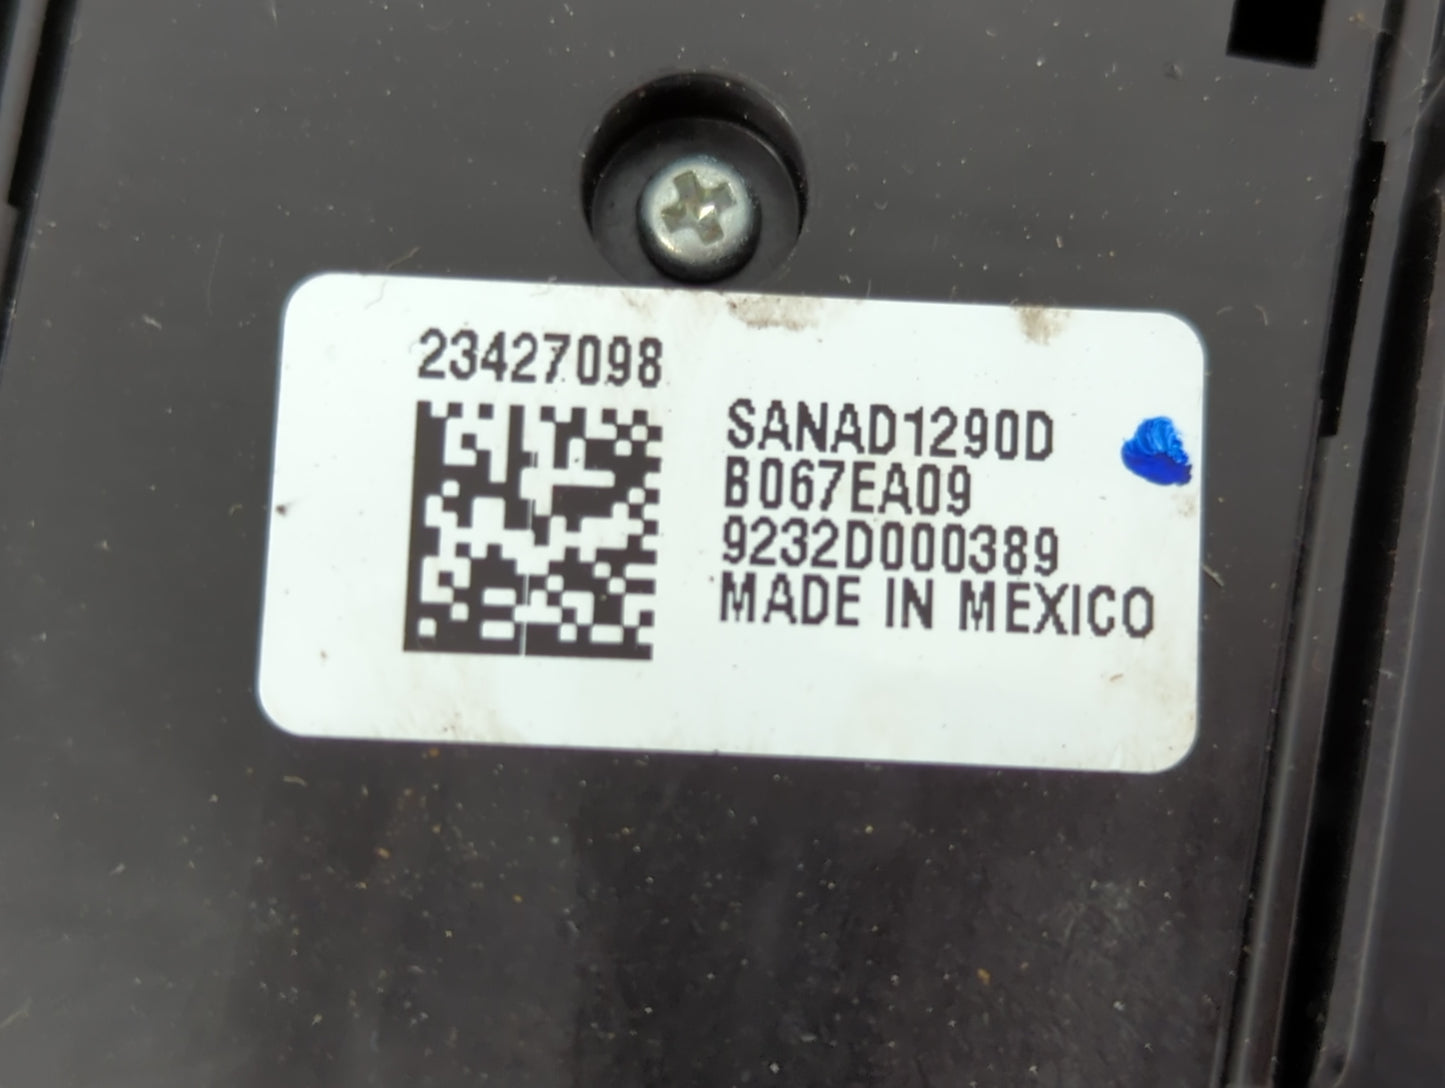 23427098
SANAD1290D
B067EA09
9232D000389
MADE IN MEXICO